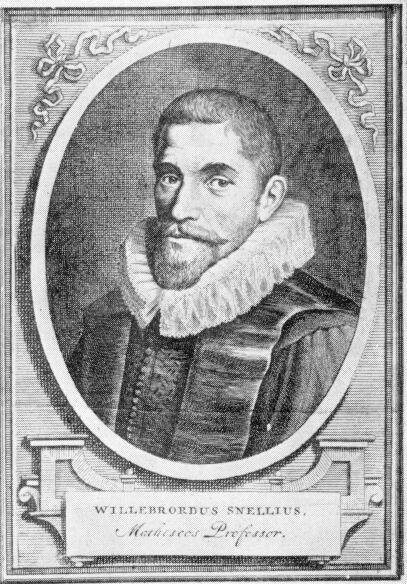 WILLEBRORDUS SNELLIUS,
Matheseos Professor.